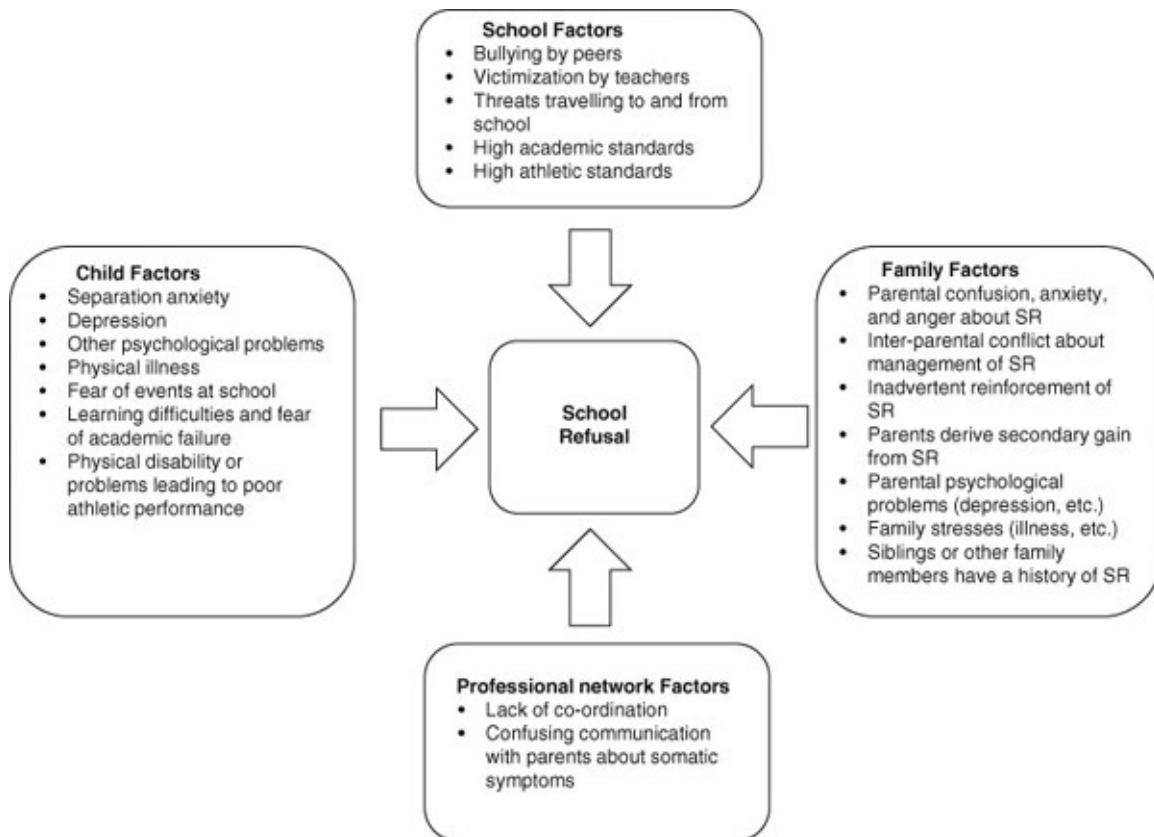 School Factors
• Bullying by peers
• Victimization by teachers
• Threats travelling to and from
school
• High academic standards
• High athletic standards
Child Factors
• Separation anxiety
• Depression
• Other psychological problems
• Physical illness
• Fear of events at school
• Learning difficulties and fear
of academic failure
• Physical disability or
problems leading to poor
athletic performance
School
Refusal
Family Factors
• Parental confusion, anxiety,
and anger about SR
• Inter-parental conflict about
management of SR
• Inadvertent reinforcement of
SR
• Parents derive secondary gain
from SR
• Parental psychological
problems (depression, etc.)
• Family stresses (illness, etc.)
• Siblings or other family
members have a history of SR
Professional network Factors
• Lack of co-ordination
• Confusing communication
with parents about somatic
symptoms